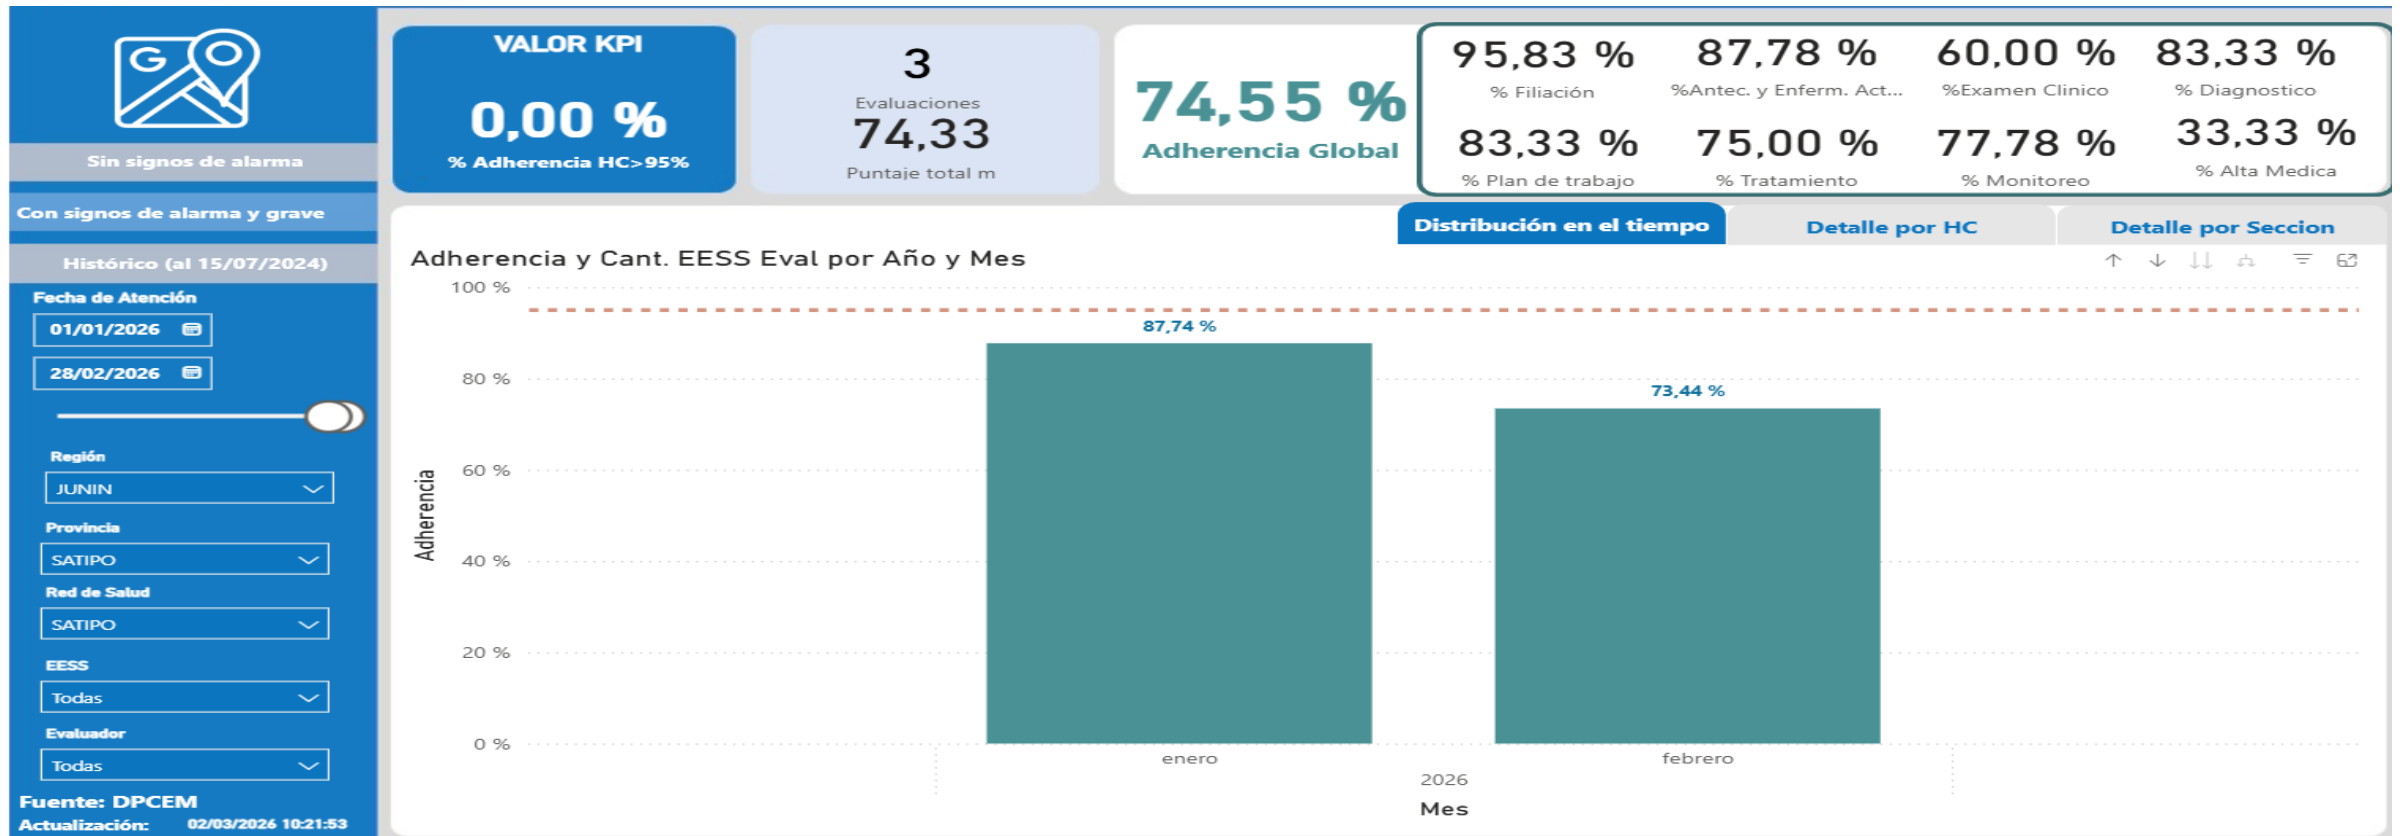 G
Sin signos de alarma
Con signos de alarma y grave
Histórico (al 15/07/2024)
Fecha de Atención
01/01/2026
28/02/2026
Región
JUNIN
Provincia
SATIPO
Red de Salud
SATIPO
EESS
Todas
Evaluador
Todas
Fuente: DPCEM
Actualización: 02/03/2026 10:21:53
VALOR KPI
0,00 %
% Adherencia HC>95%
3
Evaluaciones
74,33
Puntaje total m
74,55 %
Adherencia Global
95,83 % 87,78 % 60,00 % 83,33 %
% Filiación %Antec. y Enferm. Act... %Examen Clinico % Diagnostico
83,33 % 75,00 % 77,78 % 33,33 %
% Plan de trabajo % Tratamiento % Monitoreo % Alta Medica
Distribución en el tiempo Detalle por HC Detalle por Seccion
Adherencia y Cant. EESS Eval por Año y Mes
100 %
80 %
60 %
40 %
20 %
0 %
Adherencia
87,74 %
73,44 %
enero febrero
2026
Mes